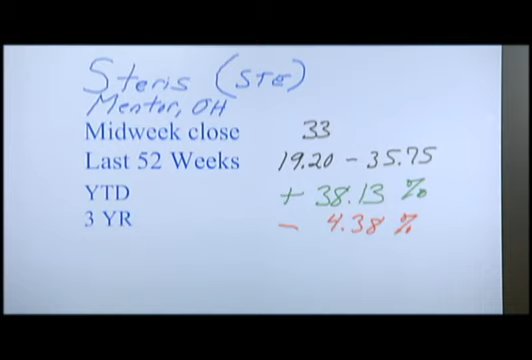 Steris (STE)
Mentor, OH
Midweek close 33
Last 52 Weeks 19.20 - 35.75
YTD + 38.13 %
3 YR - 4.38 %